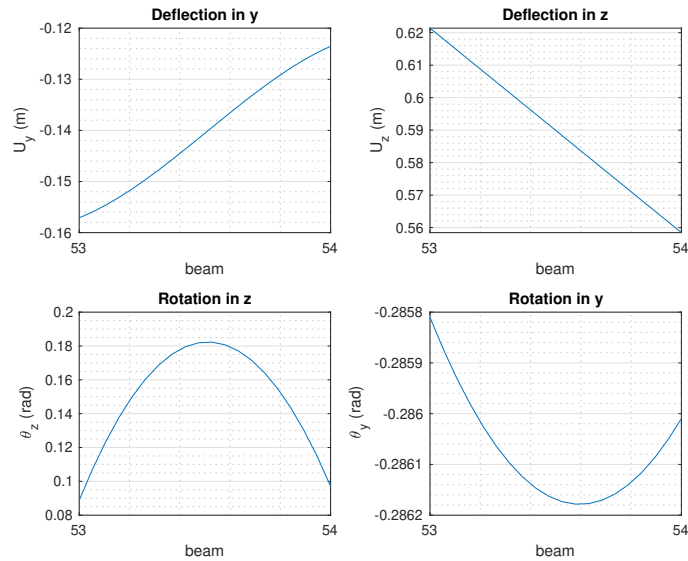 Deflection in y
-0.12
-0.13
-0.14
-0.15
-0.16
U_y (m)
53
54
beam
Deflection in z
0.62
0.61
0.6
0.59
0.58
0.57
0.56
U_z (m)
53
54
beam
Rotation in z
0.2
0.18
0.16
0.14
0.12
0.1
0.08
θ_z (rad)
53
54
beam
Rotation in y
-0.2858
-0.2859
-0.286
-0.2861
-0.2862
θ_y (rad)
53
54
beam